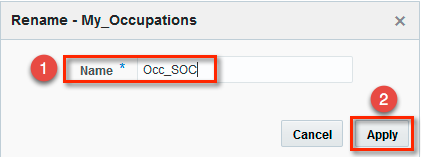 Rename - My_Occupations ×
1 Name * Occ_SOC
2
Cancel Apply